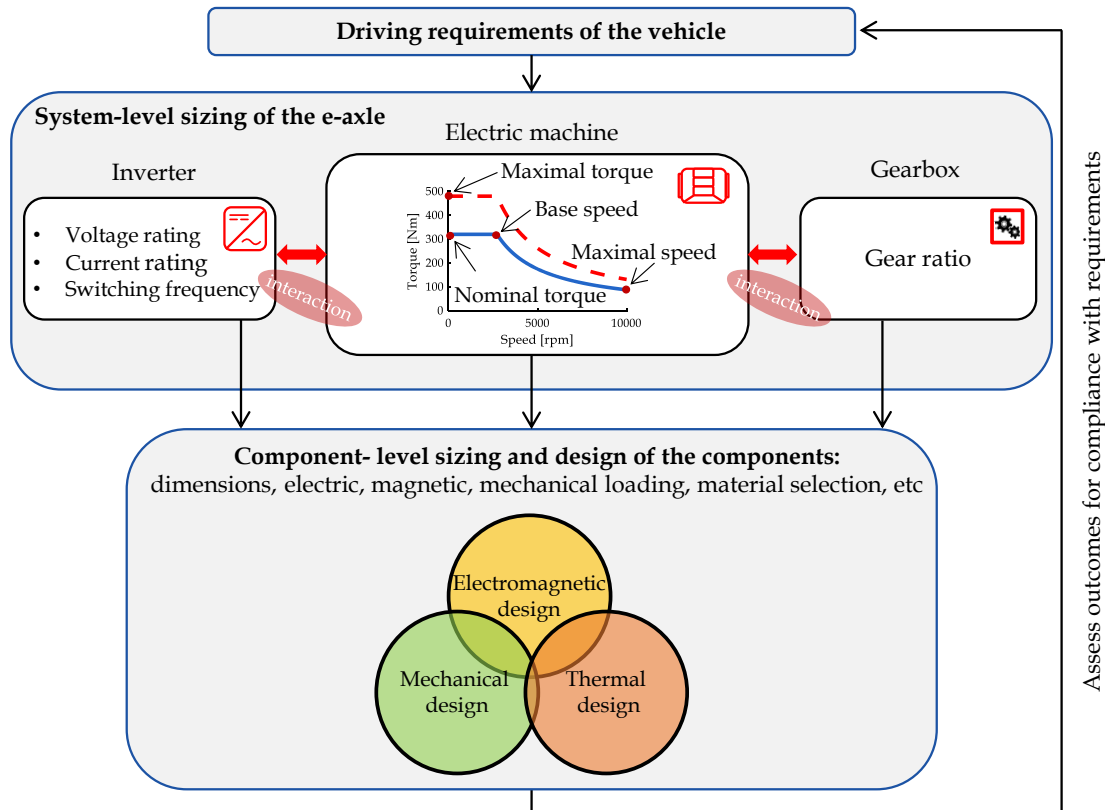 Driving requirements of the vehicle
System-level sizing of the e-axle
Electric machine
Inverter
Gearbox
• Voltage rating
• Current rating
• Switching frequency
interaction
Maximal torque
Base speed
Maximal speed
Nominal torque
Torque [Nm]
500
400
300
200
100
0
0 5000 10000
Speed [rpm]
interaction
Gear ratio
Component- level sizing and design of the components:
dimensions, electric, magnetic, mechanical loading, material selection, etc
Electromagnetic
design
Mechanical
design
Thermal
design
Assess outcomes for compliance with requirements